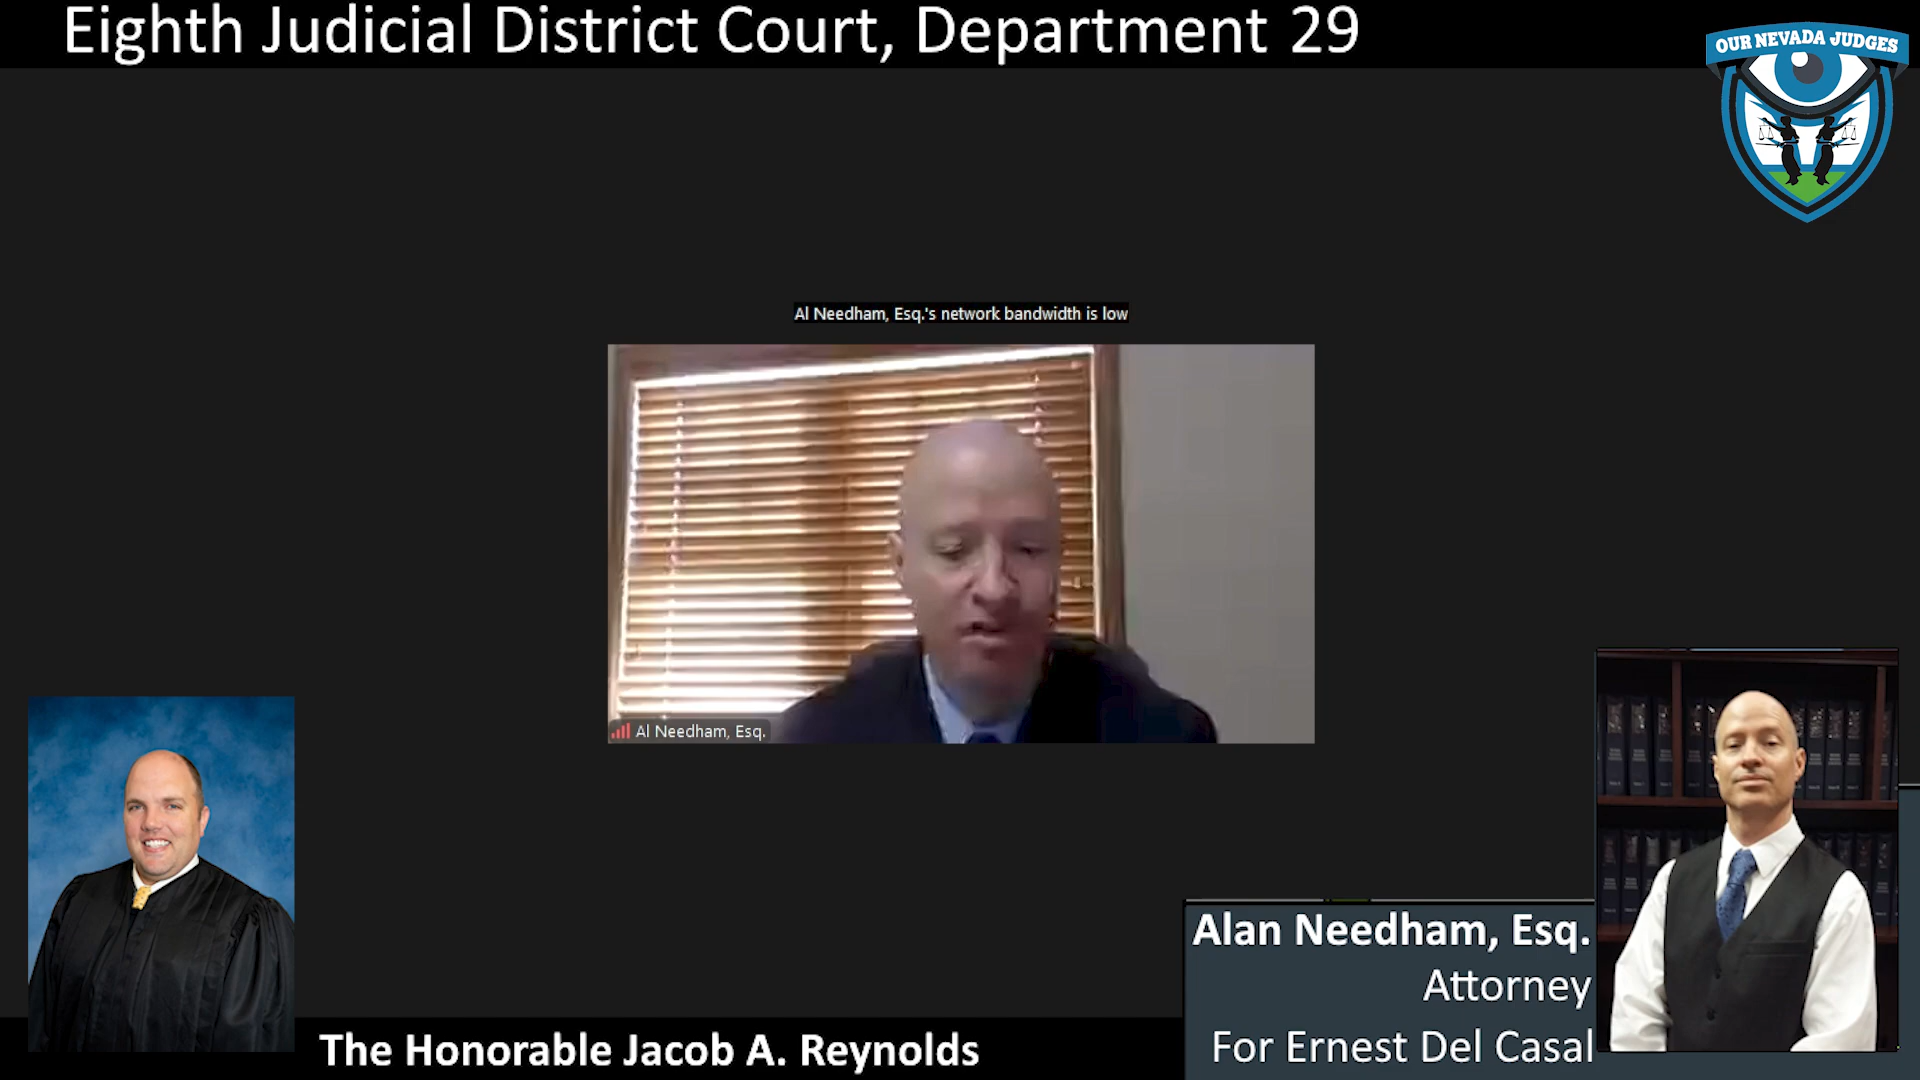 Eighth Judicial District Court, Department 29
OUR NEVADA JUDGES
Al Needham, Esq.'s network bandwidth is low
Al Needham, Esq.
Alan Needham, Esq.
Attorney
For Ernest Del Casal
The Honorable Jacob A. Reynolds